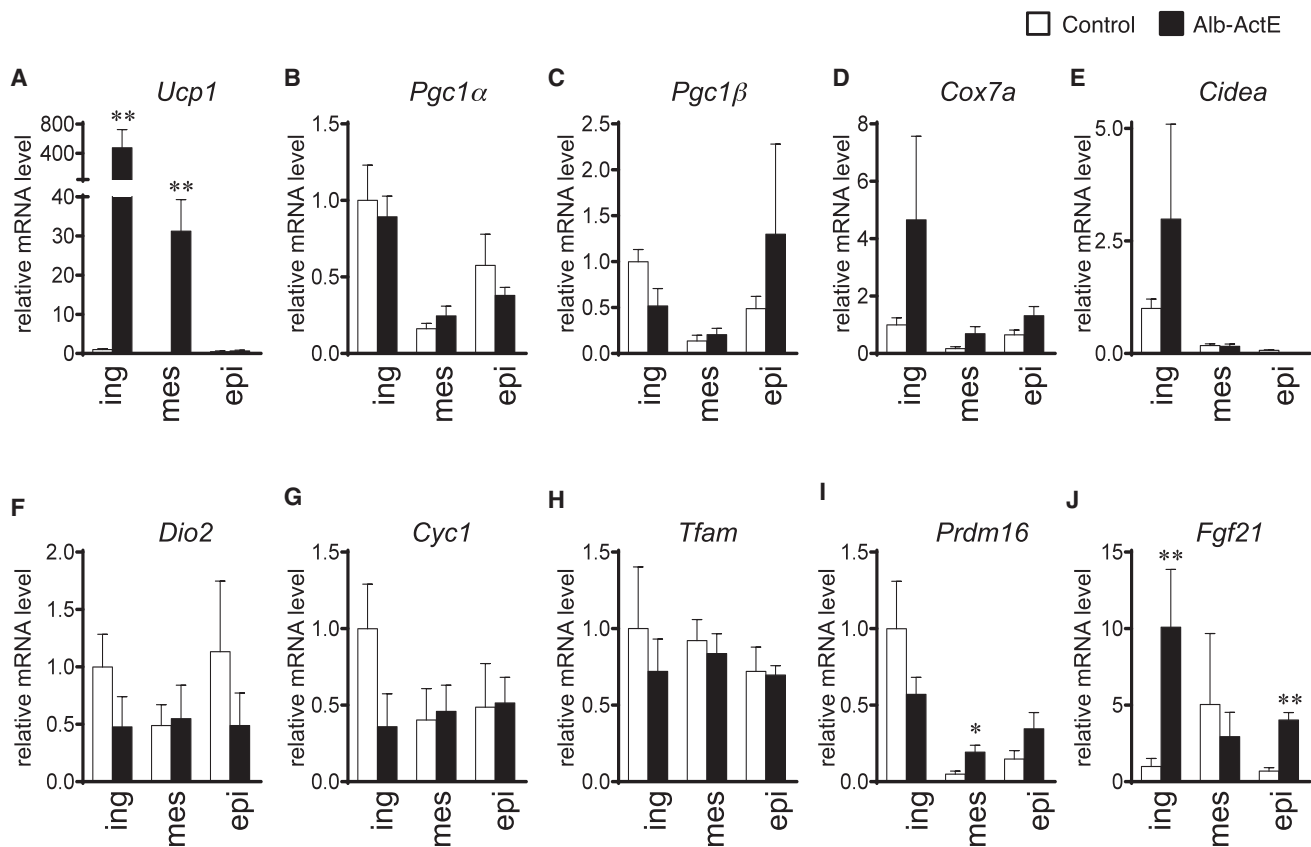 Control Alb-ActE
A Ucp1
relative mRNA level
800
400
40
30
20
10
0
** **
ing mes epi
B Pgc1α
relative mRNA level
1.5
1.0
0.5
0.0
ing mes epi
C Pgc1β
relative mRNA level
2.5
2.0
1.5
1.0
0.5
0.0
ing mes epi
D Cox7a
relative mRNA level
8
6
4
2
0
ing mes epi
E Cidea
relative mRNA level
5.0
2.5
0.0
ing mes epi
F Dio2
relative mRNA level
2.0
1.5
1.0
0.5
0.0
ing mes epi
G Cyc1
relative mRNA level
1.5
1.0
0.5
0.0
ing mes epi
H Tfam
relative mRNA level
1.5
1.0
0.5
0.0
ing mes epi
I Prdm16
relative mRNA level
1.5
1.0
0.5
0.0
*
ing mes epi
J Fgf21
relative mRNA level
15
10
5
0
** **
ing mes epi